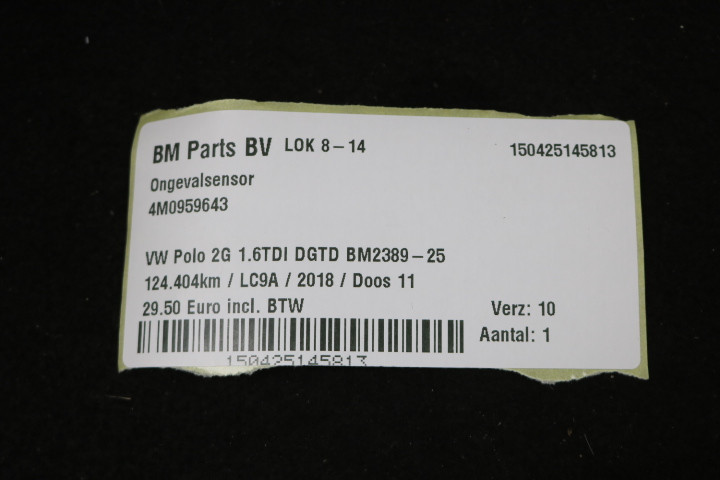 BM Parts BV LOK 8-14 150425145813
Ongevalsensor
4M0959643
VW Polo 2G 1.6TDI DGTD BM2389-25
124.404km / LC9A / 2018 / Doos 11
29.50 Euro incl. BTW Verz: 10
Aantal: 1
150425145813